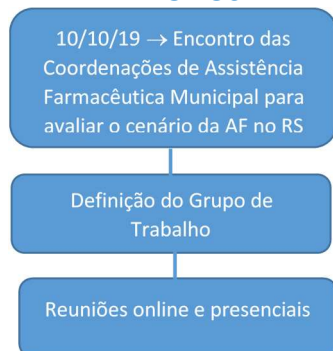 10/10/19 → Encontro das
Coordenações de Assistência
Farmacêutica Municipal para
avaliar o cenário da AF no RS
Definição do Grupo de
Trabalho
Reuniões online e presenciais